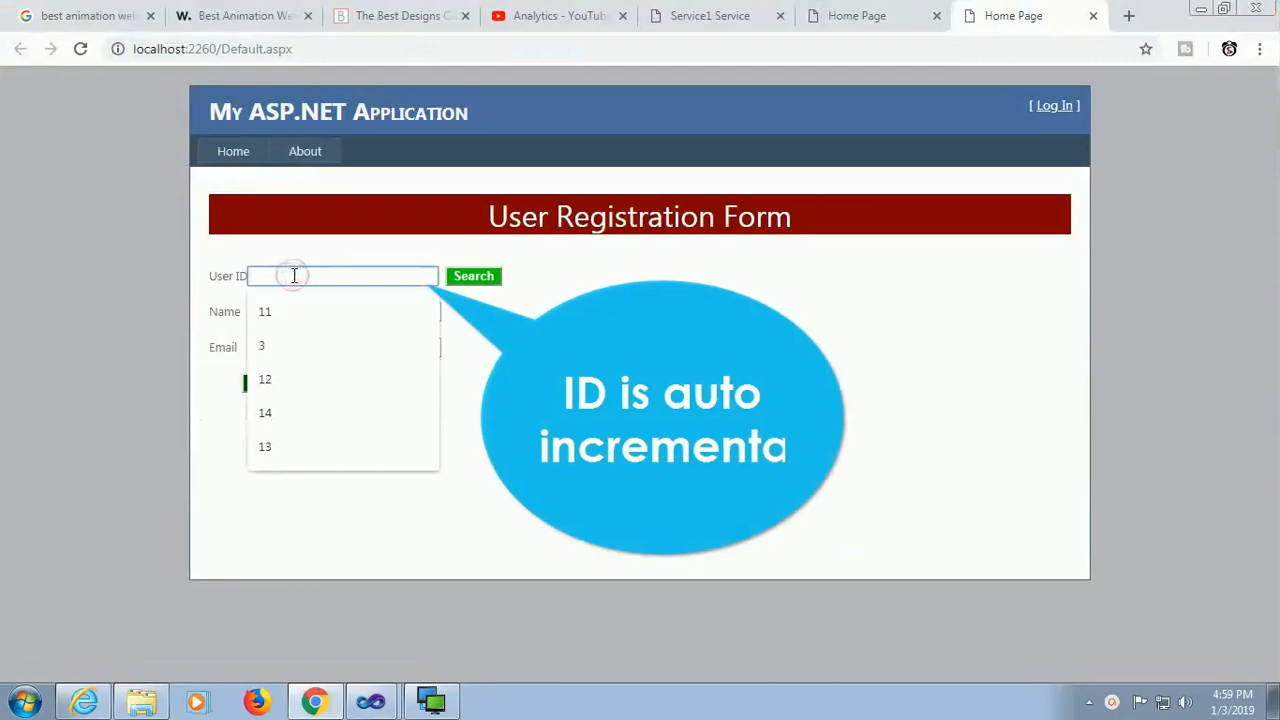 best animation web
Best Animation We
The Best Designs C
Analytics - YouTub
Service1 Service
Home Page
Home Page
localhost:2260/Default.aspx
My ASP.NET Application
[ Log In ]
Home
About
User Registration Form
User ID
Search
Name
11
Email
3
12
14
13
ID is auto
incrementa
4:59 PM
1/3/2019